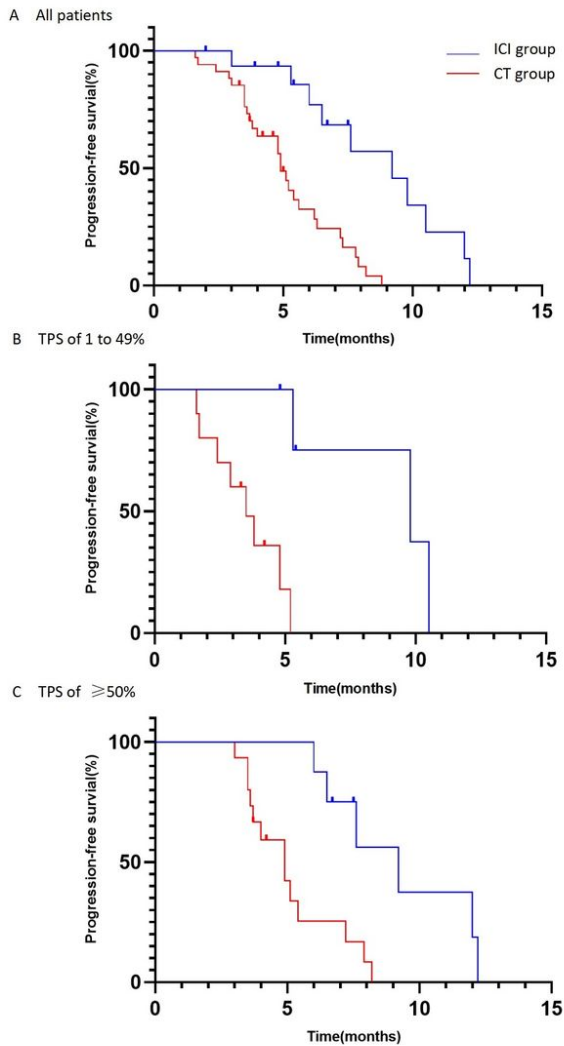 A All patients
ICI group
CT group
Progression-free survial(%)
100
50
0
0 5 10 15
Time(months)
B TPS of 1 to 49%
Progression-free survial(%)
100
50
0
0 5 10 15
Time(months)
C TPS of ⩾50%
Progression-free survial(%)
100
50
0
0 5 10 15
Time(months)